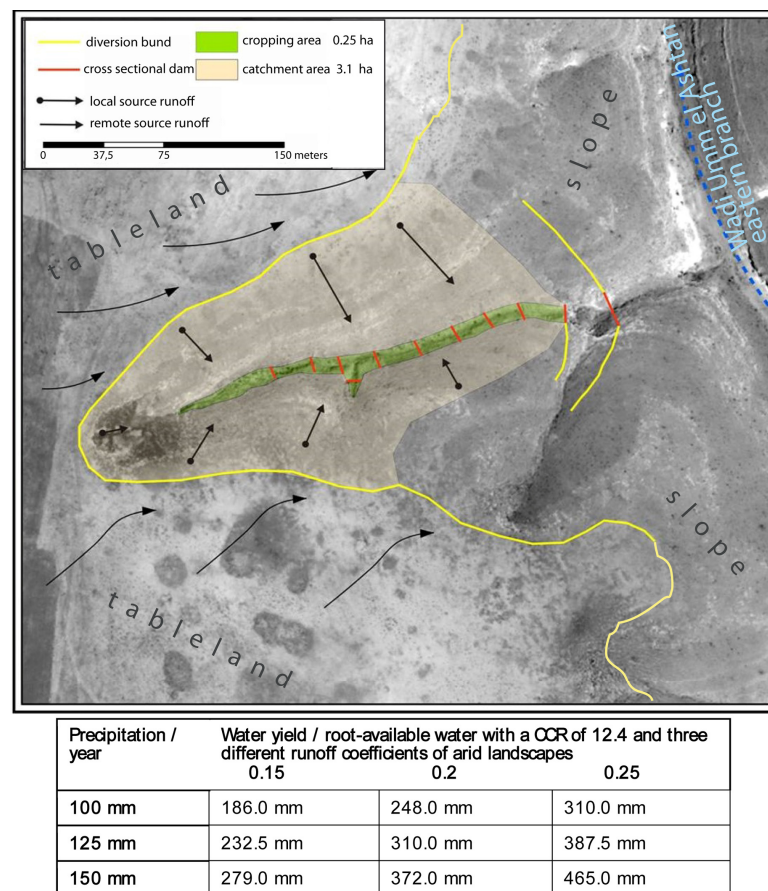 diversion bund
cropping area 0.25 ha
cross sectional dam
catchment area 3.1 ha
local source runoff
remote source runoff
0 37,5 75 150 meters
tableland
slope
Wadi Umm el Ashtan
eastern branch
slope
tableland
Precipitation / year
Water yield / root-available water with a CCR of 12.4 and three
different runoff coefficients of arid landscapes
0.15 0.2 0.25
100 mm 186.0 mm 248.0 mm 310.0 mm
125 mm 232.5 mm 310.0 mm 387.5 mm
150 mm 279.0 mm 372.0 mm 465.0 mm